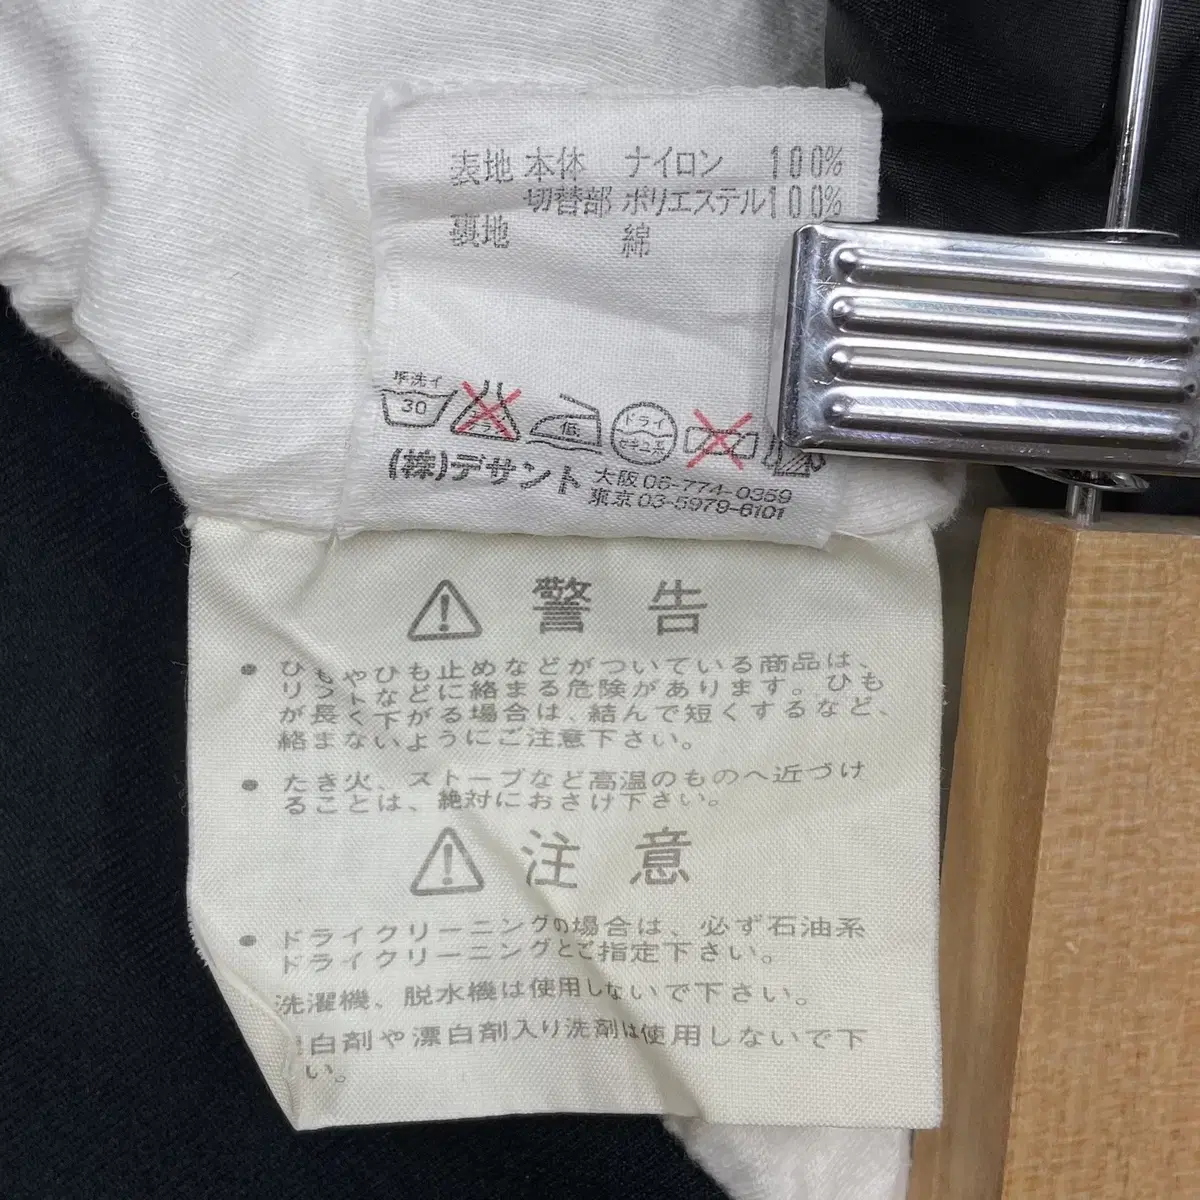 表地 本体 ナイロン 100%
切替部 ポリエステル100%
裏地 綿
手洗イ
30
低
ドライ
セキユ系
(株)デサント 大阪 06-774-0359
東京 03-5979-6101
警告
● ひもやひも止めなどがついている商品は、
リフトなどに絡まる危険があります。ひも
が長く下がる場合は、結んで短くするなど、
絡まないようにご注意下さい。
● たき火、ストーブなど高温のものへ近づけ
ることは、絶対におさけ下さい。
注意
● ドライクリーニングの場合は、必ず石油系
ドライクリーニングとご指定下さい。
洗濯機、脱水機は使用しないで下さい。
白剤や漂白剤入り洗剤は使用しないで下
い。